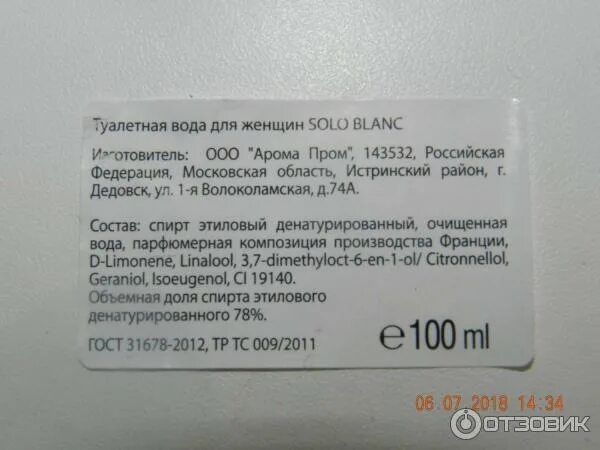 Туалетная вода для женщин SOLO BLANC
Изготовитель: ООО "Арома Пром", 143532, Российская
Федерация, Московская область, Истринский район, г.
Дедовск, ул. 1-я Волоколамская, д.74А.
Состав: спирт этиловый денатурированный, очищенная
вода, парфюмерная композиция производства Франции,
D-Limonene, Linalool, 3,7-dimethyloct-6-en-1-ol/ Citronnellol,
Geraniol, Isoeugenol, CI 19140.
Объемная доля спирта этилового
денатурированного 78%.
ГОСТ 31678-2012, ТР ТС 009/2011
℮100 ml
06.07.2018 14:34
ОТЗОВИК